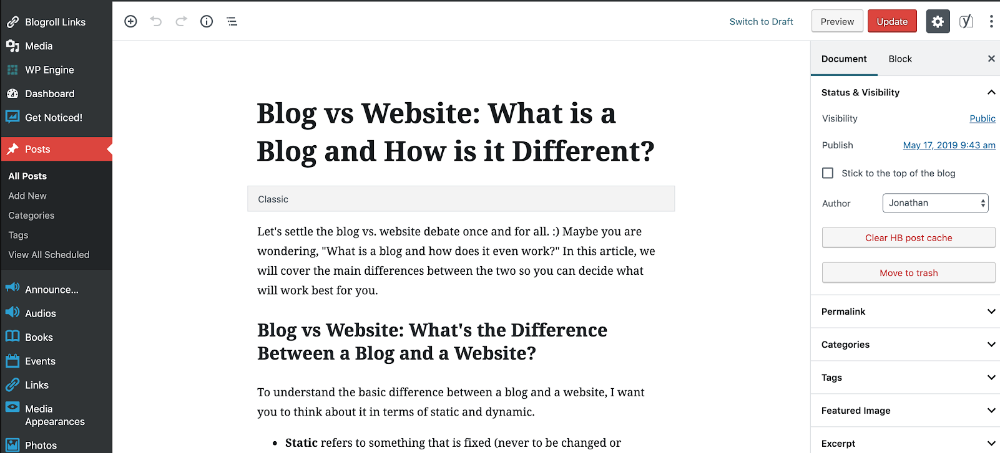 Blogroll Links
Media
WP Engine
Dashboard
Get Noticed!
Posts
All Posts
Add New
Categories
Tags
View All Scheduled
Announce...
Audios
Books
Events
Links
Media
Appearances
Photos
Switch to Draft
Preview
Update
Blog vs Website: What is a
Blog and How is it Different?
Classic
Let's settle the blog vs. website debate once and for all. :) Maybe you are
wondering, "What is a blog and how does it even work?" In this article, we
will cover the main differences between the two so you can decide what
will work best for you.
Blog vs Website: What's the Difference
Between a Blog and a Website?
To understand the basic difference between a blog and a website, I want
you to think about it in terms of static and dynamic.
• Static refers to something that is fixed (never to be changed or
Document Block
Status & Visibility
Visibility Public
Publish May 17, 2019 9:43 am
Stick to the top of the blog
Author Jonathan
Clear HB post cache
Move to trash
Permalink
Categories
Tags
Featured Image
Excerpt